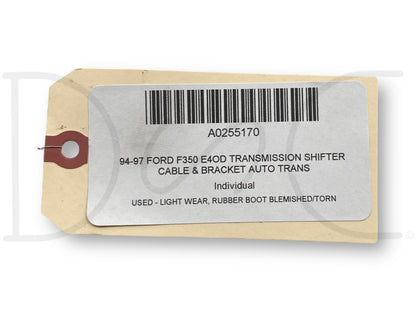 A0255170
94-97 FORD F350 E4OD TRANSMISSION SHIFTER
CABLE & BRACKET AUTO TRANS
Individual
USED - LIGHT WEAR, RUBBER BOOT BLEMISHED/TORN